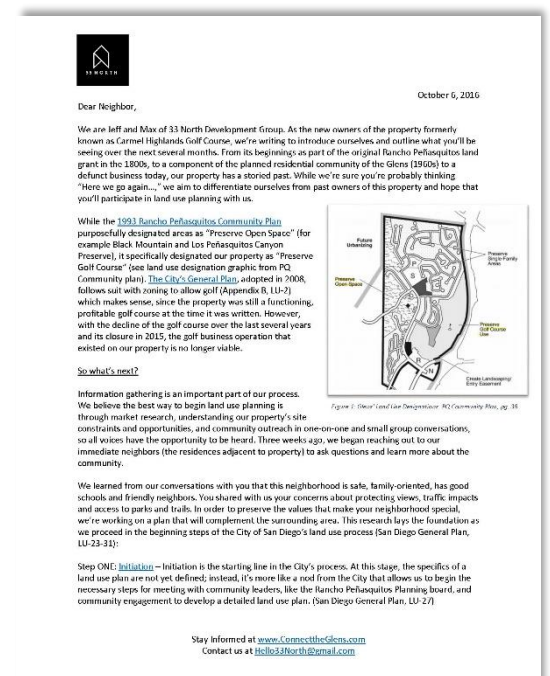 33 NORTH
October 6, 2016
Dear Neighbor,
We are Jeff and Max of 33 North Development Group. As the new owners of the property formerly
known as Carmel Highlands Golf Course, we're writing to introduce ourselves and outline what you'll be
seeing over the next several months. From its beginnings as part of the original Rancho Peñasquitos land
grant in the 1800s, to a component of the planned residential community of the Glens (1960s) to a
defunct business today, our property has a storied past. While we're sure you're probably thinking
"Here we go again…," we aim to differentiate ourselves from past owners of this property and hope that
you'll participate in land use planning with us.
While the 1993 Rancho Peñasquitos Community Plan
purposefully designated areas as "Preserve Open Space" (for
example Black Mountain and Los Peñasquitos Canyon
Preserve), it specifically designated our property as "Preserve
Golf Course" (see land use designation graphic from PQ
Community plan). The City's General Plan, adopted in 2008,
follows suit with zoning to allow golf (Appendix B, LU-2)
which makes sense, since the property was still a functioning,
profitable golf course at the time it was written. However,
with the decline of the golf course over the last several years
and its closure in 2015, the golf business operation that
existed on our property is no longer viable.
Future
Urbanizing
Preserve
Open Space
Preserve
Single-Family
Areas
Preserve
Golf Course
Use
Create Landscaping/
Entry Easement
Figure 1. Glens' Land Use Designations. PQ Community Plan, pg. 36
So what's next?
Information gathering is an important part of our process.
We believe the best way to begin land use planning is
through market research, understanding our property's site
constraints and opportunities, and community outreach in one-on-one and small group conversations,
so all voices have the opportunity to be heard. Three weeks ago, we began reaching out to our
immediate neighbors (the residences adjacent to property) to ask questions and learn more about the
community.
We learned from our conversations with you that this neighborhood is safe, family-oriented, has good
schools and friendly neighbors. You shared with us your concerns about protecting views, traffic impacts
and access to parks and trails. In order to preserve the values that make your neighborhood special,
we're working on a plan that will complement the surrounding area. This research lays the foundation as
we proceed in the beginning steps of the City of San Diego's land use process (San Diego General Plan,
LU-23-31):
Step ONE: Initiation – Initiation is the starting line in the City's process. At this stage, the specifics of a
land use plan are not yet defined; instead, it's more like a nod from the City that allows us to begin the
necessary steps for meeting with community leaders, like the Rancho Peñasquitos Planning board, and
community engagement to develop a detailed land use plan. (San Diego General Plan, LU-27)
Stay Informed at www.ConnecttheGlens.com
Contact us at Hello33North@gmail.com